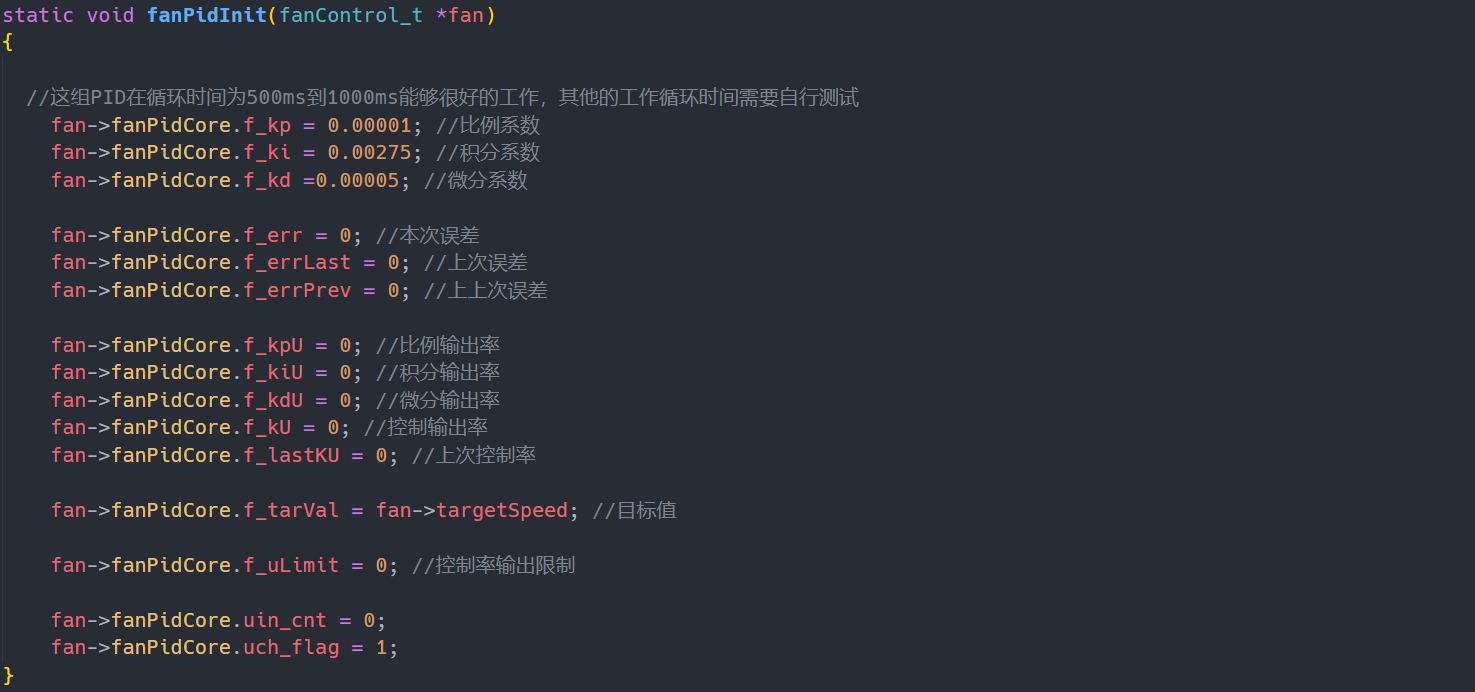 static void fanPidInit(fanControl_t *fan)
{
//这组PID在循环时间为500ms到1000ms能够很好的工作，其他的工作循环时间需要自行测试
fan->fanPidCore.f_kp = 0.00001; //比例系数
fan->fanPidCore.f_ki = 0.00275; //积分系数
fan->fanPidCore.f_kd =0.00005; //微分系数
fan->fanPidCore.f_err = 0; //本次误差
fan->fanPidCore.f_errLast = 0; //上次误差
fan->fanPidCore.f_errPrev = 0; //上上次误差
fan->fanPidCore.f_kpU = 0; //比例输出率
fan->fanPidCore.f_kiU = 0; //积分输出率
fan->fanPidCore.f_kdU = 0; //微分输出率
fan->fanPidCore.f_kU = 0; //控制输出率
fan->fanPidCore.f_lastKU = 0; //上次控制率
fan->fanPidCore.f_tarVal = fan->targetSpeed; //目标值
fan->fanPidCore.f_uLimit = 0; //控制率输出限制
fan->fanPidCore.uin_cnt = 0;
fan->fanPidCore.uch_flag = 1;
}